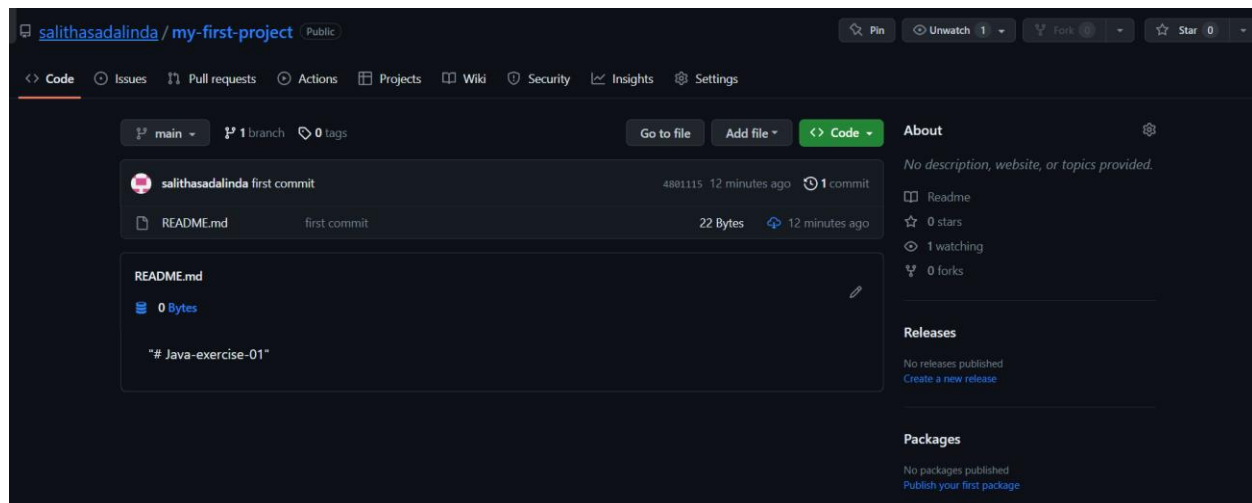 salithasadalinda / my-first-project Public
Pin Unwatch 1 Fork 0 Star 0
Code Issues Pull requests Actions Projects Wiki Security Insights Settings
main 1 branch 0 tags Go to file Add file Code
salithasadalinda first commit 4801115 12 minutes ago 1 commit
README.md first commit 22 Bytes 12 minutes ago
README.md
0 Bytes
"# Java-exercise-01"
About
No description, website, or topics provided.
Readme
0 stars
1 watching
0 forks
Releases
No releases published
Create a new release
Packages
No packages published
Publish your first package